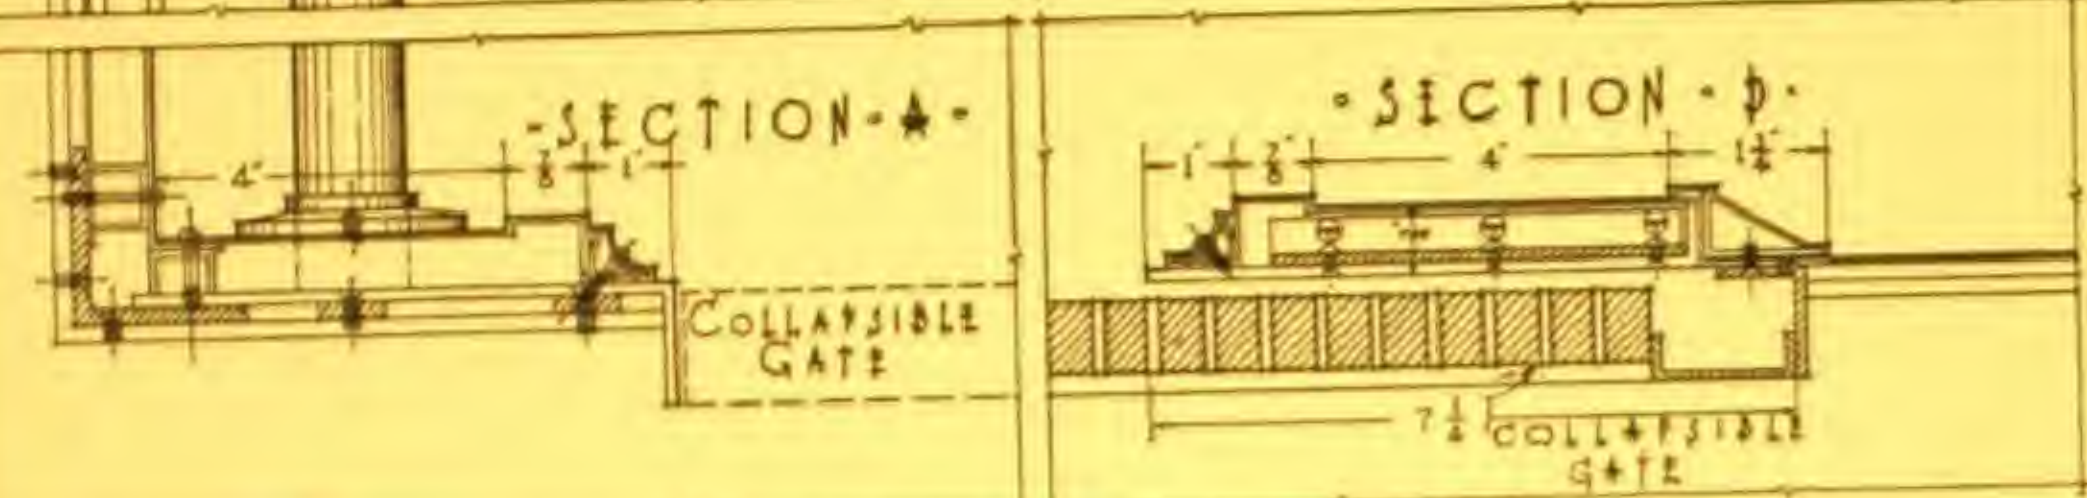 -SECTION-A-
4" 7/8 1"
COLLAPSIBLE
GATE
·SECTION-D·
1" 7/8" 4" 1 1/4"
7 1/4
COLLAPSIBLE
GATE